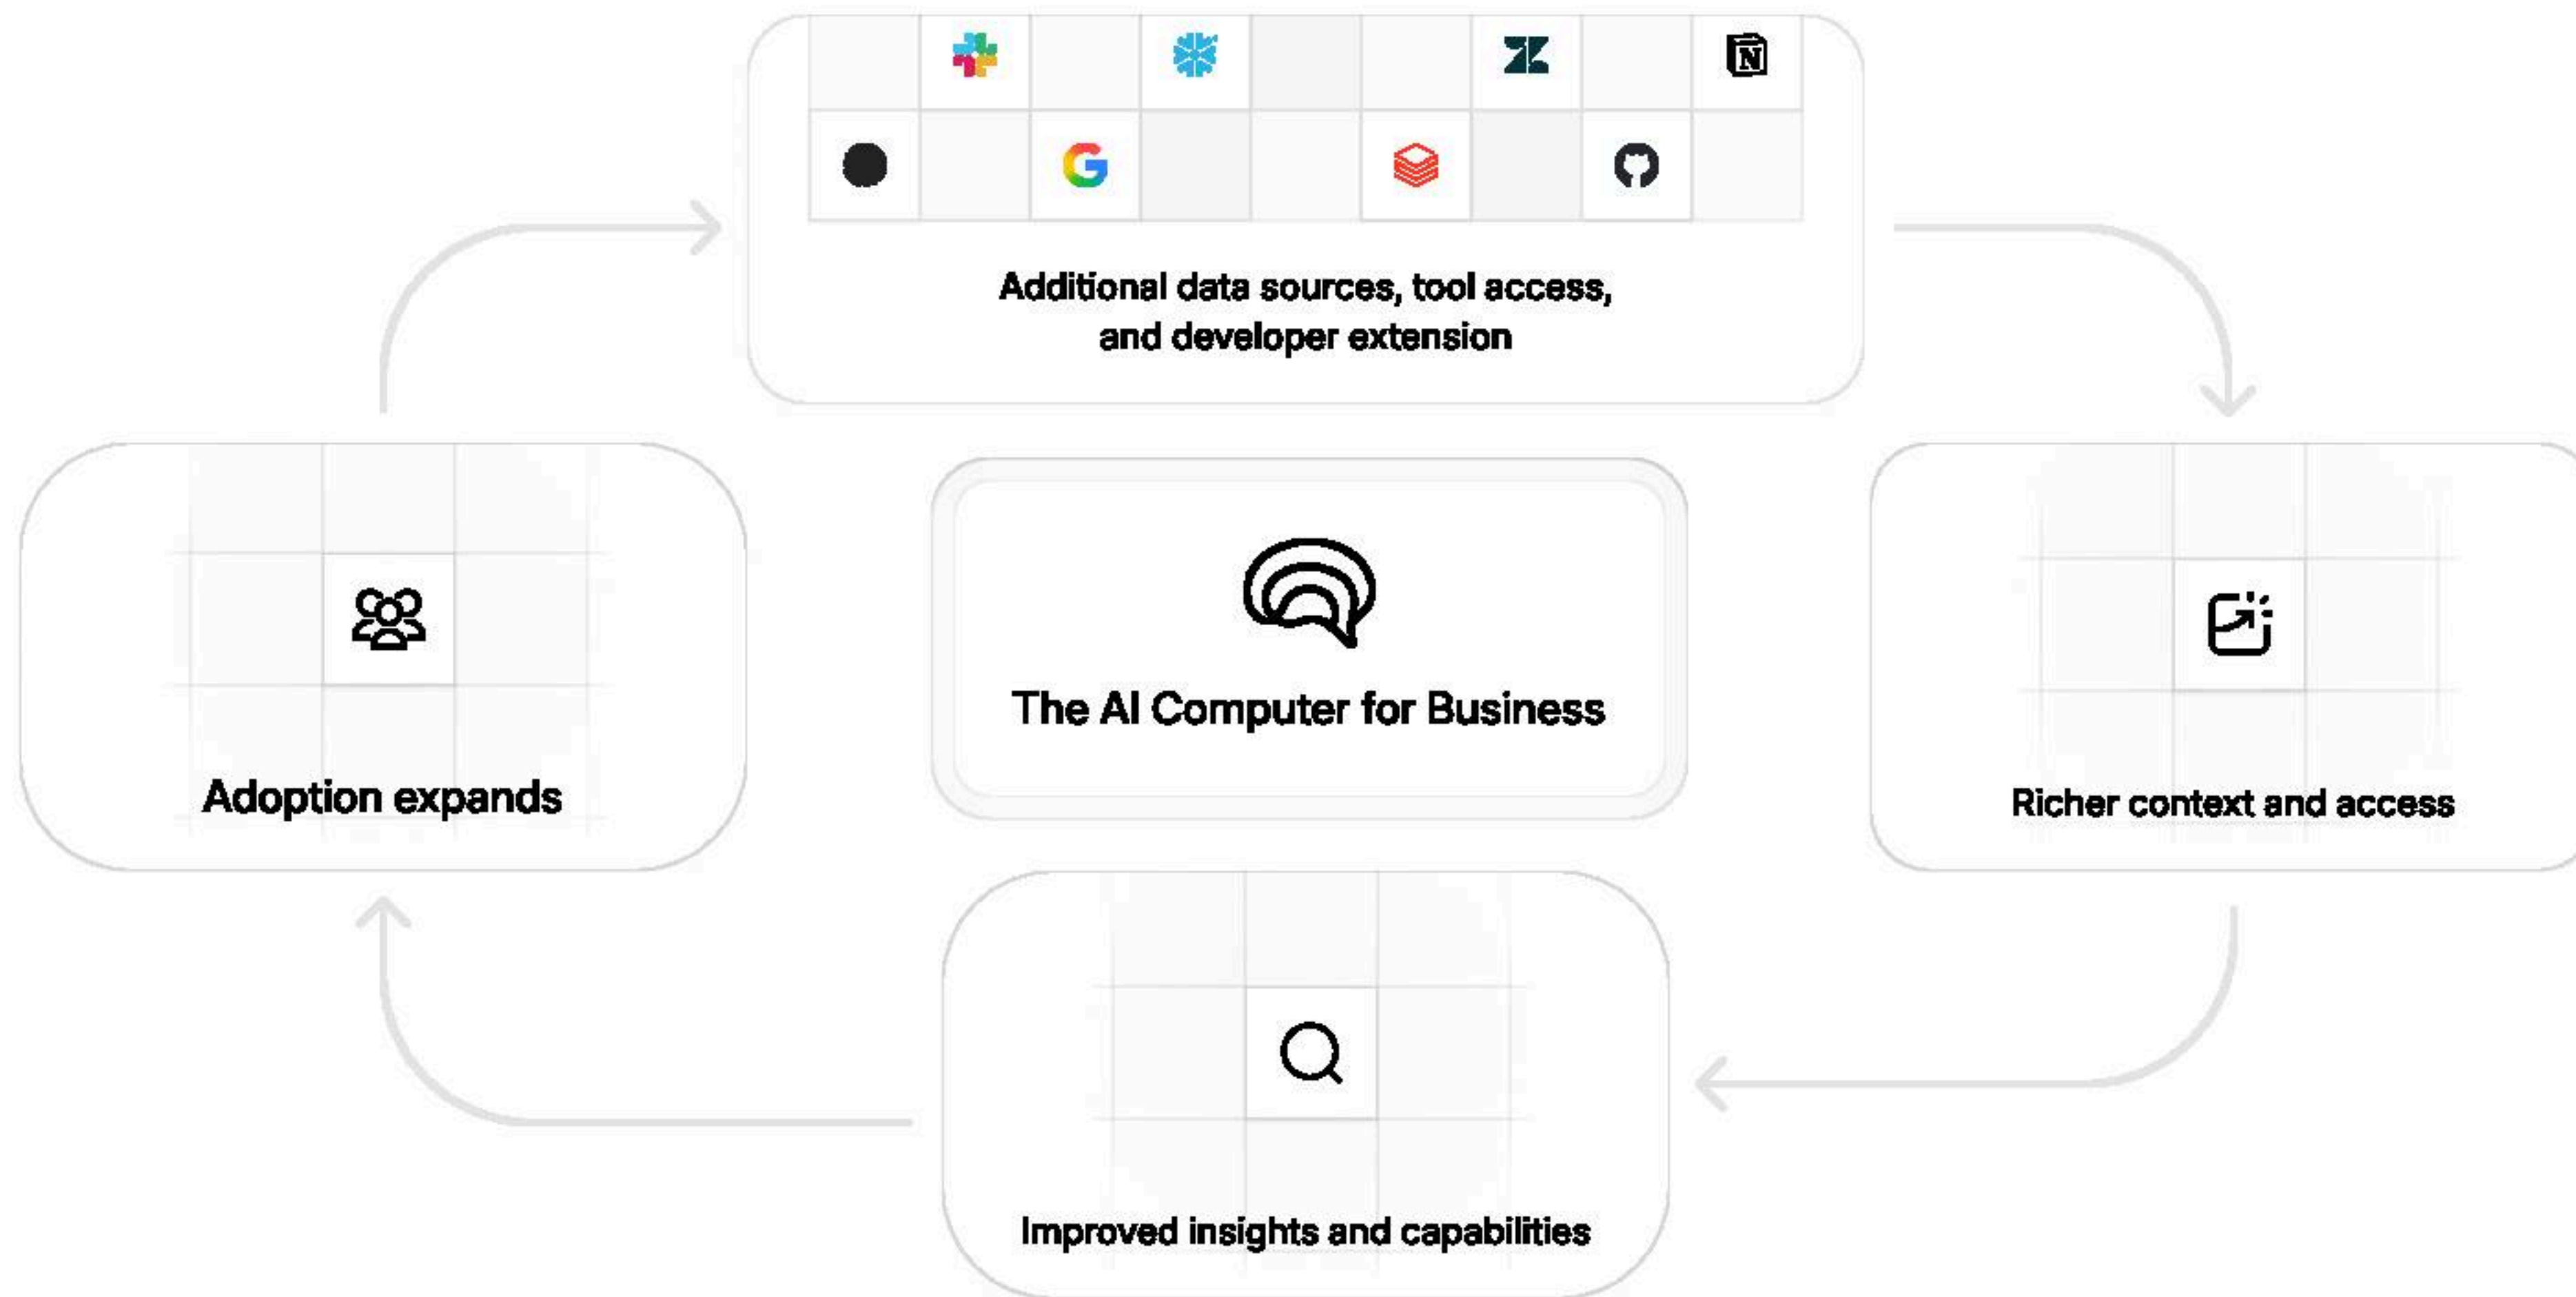 N
G
Additional data sources, tool access,
and developer extension
Adoption expands
The AI Computer for Business
Richer context and access
Improved insights and capabilities